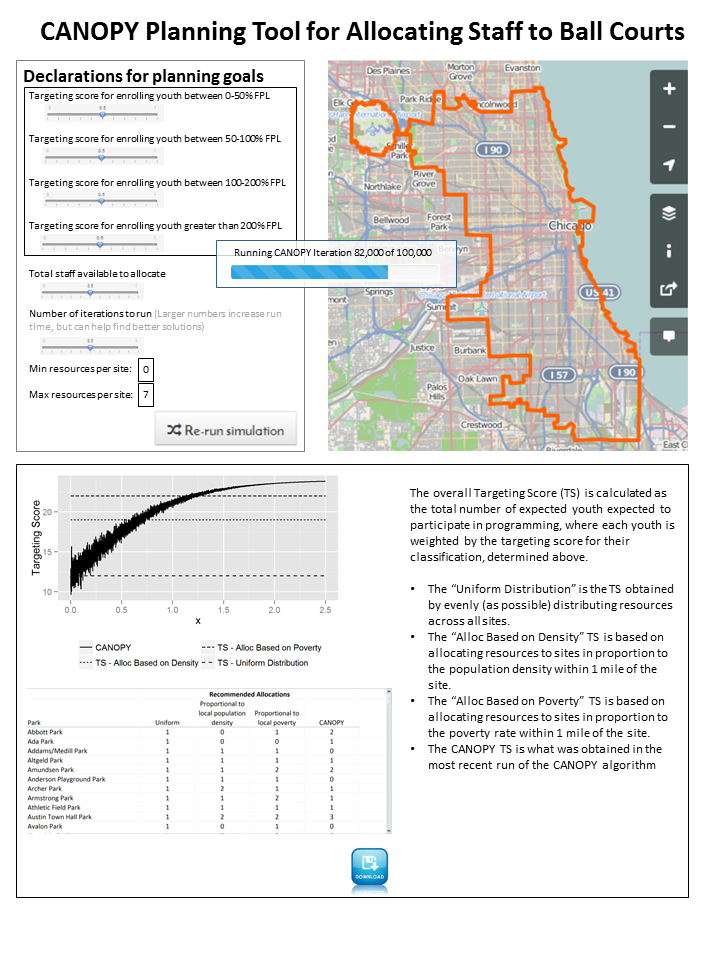 CANOPY Planning Tool for Allocating Staff to Ball Courts
Declarations for planning goals
Targeting score for enrolling youth between 0-50% FPL
0.5
1
Targeting score for enrolling youth between 50-100% FPL
0.5
1
Targeting score for enrolling youth between 100-200% FPL
0.5
1
Targeting score for enrolling youth greater than 200% FPL
0.5
1
Total staff available to allocate
0.5
1
Number of iterations to run (Larger numbers increase run
time, but can help find better solutions)
0.5
1
Min resources per site: 0
Max resources per site: 7
Re-run simulation
Running CANOPY Iteration 82,000 of 100,000
Des Plaines
Morton
Grove
Evanston
Elk G
Park Ridge
Lincolnwood
International Airport
Schiller
Park
I 90
River
Grove
Northlake
Bellwood
Forest
Park
Chicago
Berwyn
Springs
Chicago
International Airport
Summit
US 41
mont
en
Justice
Burbank
Oak Lawn
I 57
I 90
Palos
Hills
Crestwood
Riverdale
East C
+
−
i
Targeting Score
20
15
10
0.0
0.5
1.0
1.5
2.0
2.5
x
CANOPY
TS - Alloc Based on Poverty
TS - Alloc Based on Density
TS - Uniform Distribution
Recommended Allocations
Park Uniform Proportional to local population density Proportional to local poverty CANOPY
Abbott Park 1 0 1 2
Ada Park 1 0 0 1
Addams/Medill Park 1 1 1 0
Altgeld Park 1 1 1 1
Amundsen Park 1 1 2 2
Anderson Playground Park 1 1 1 0
Archer Park 1 2 1 1
Armstrong Park 1 1 2 1
Athletic Field Park 1 1 1 1
Austin Town Hall Park 1 2 2 3
Avalon Park 1 0 1 0
DOWNLOAD
The overall Targeting Score (TS) is calculated as
the total number of expected youth expected to
participate in programming, where each youth is
weighted by the targeting score for their
classification, determined above.
• The “Uniform Distribution” is the TS obtained
by evenly (as possible) distributing resources
across all sites.
• The “Alloc Based on Density” TS is based on
allocating resources to sites in proportion to
the population density within 1 mile of the
site.
• The “Alloc Based on Poverty” TS is based on
allocating resources to sites in proportion to
the poverty rate within 1 mile of the site.
• The CANOPY TS is what was obtained in the
most recent run of the CANOPY algorithm